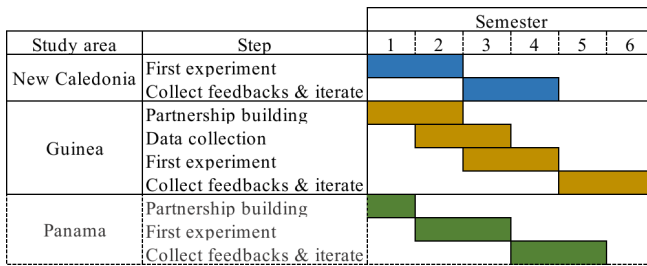 Semester
Study area Step 1 2 3 4 5 6
New Caledonia First experiment
Collect feedbacks & iterate
Guinea Partnership building
Data collection
First experiment
Collect feedbacks & iterate
Panama Partnership building
First experiment
Collect feedbacks & iterate